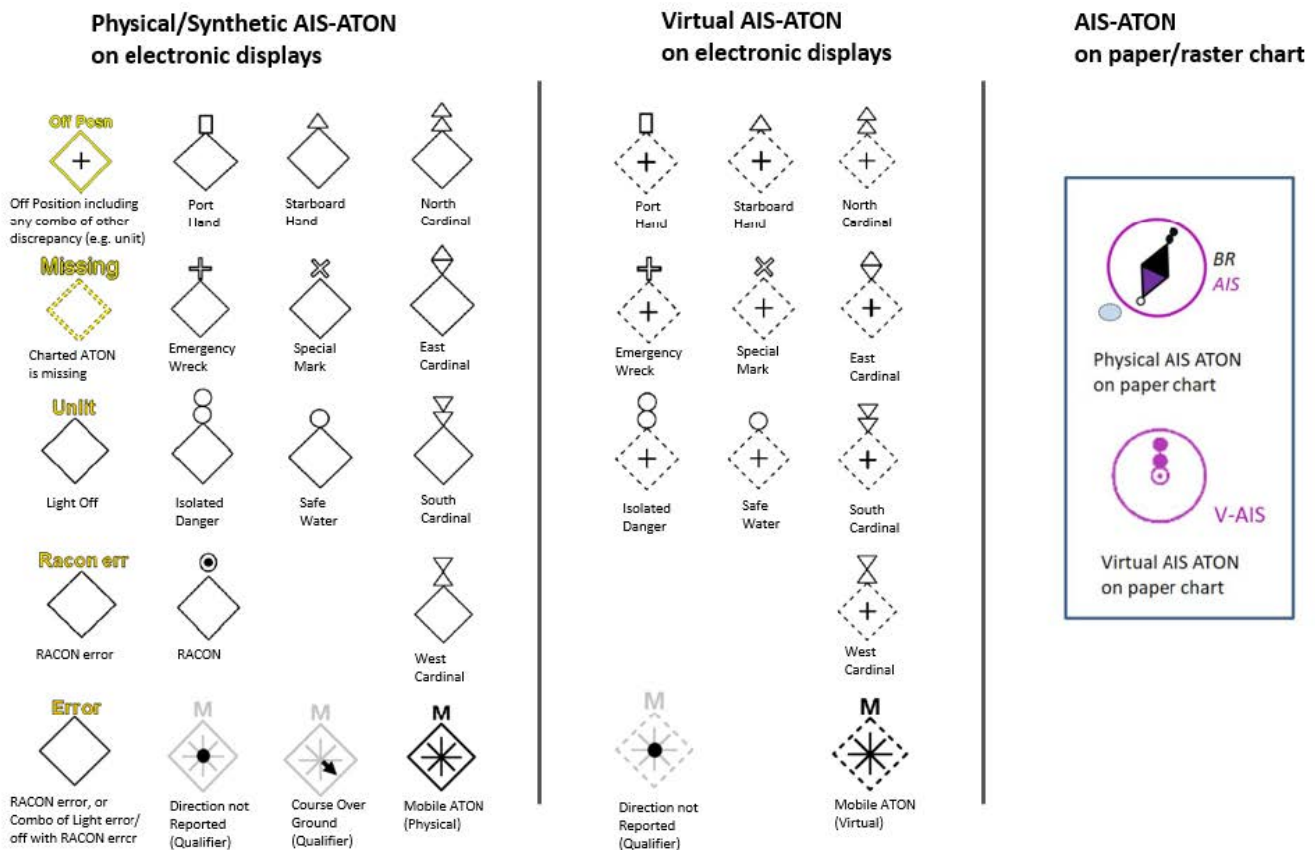 Physical/Synthetic AIS-ATON
on electronic displays
Off Posn
Off Position including
any combo of other
discrepancy (e.g. unlit)
Port
Hand
Starboard
Hand
North
Cardinal
Missing
Charted ATON
is missing
Emergency
Wreck
Special
Mark
East
Cardinal
Unlit
Light Off
Isolated
Danger
Safe
Water
South
Cardinal
Racon err
RACON error
RACON
West
Cardinal
Error
RACON error, or
Combo of Light error/
off with RACON error
M
Direction not
Reported
(Qualifier)
M
Course Over
Ground
(Qualifier)
M
Mobile ATON
(Physical)
Virtual AIS-ATON
on electronic displays
Port
Hand
Starboard
Hand
North
Cardinal
Emergency
Wreck
Special
Mark
East
Cardinal
Isolated
Danger
Safe
Water
South
Cardinal
West
Cardinal
M
Direction not
Reported
(Qualifier)
M
Mobile ATON
(Virtual)
AIS-ATON
on paper/raster chart
BR
AIS
Physical AIS ATON
on paper chart
V-AIS
Virtual AIS ATON
on paper chart